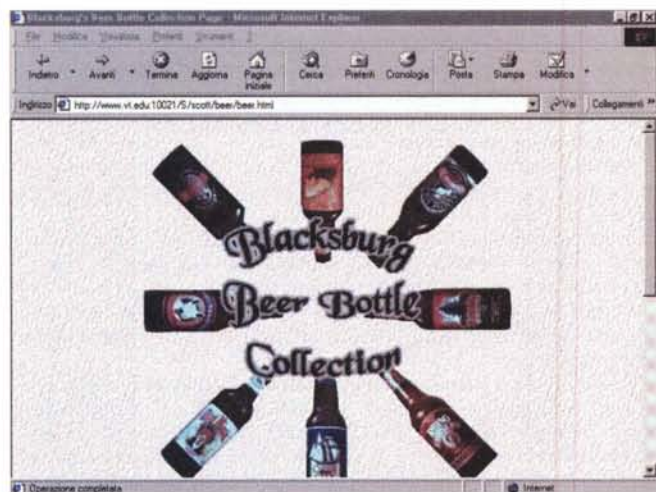 Blacksburg's Beer Bottle Collection Page - Microsoft Internet Explorer
File Modifica Visualizza Preferiti Strumenti ?
Indietro Avanti Termina Aggiorna Pagina iniziale Cerca Preferiti Cronologia Posta Stampa Modifica
Indirizzo http://www.vt.edu:10021/S/scott/beer/beer.html Vai Collegamenti
Blacksburg
Beer Bottle
Collection
Operazione completata Internet